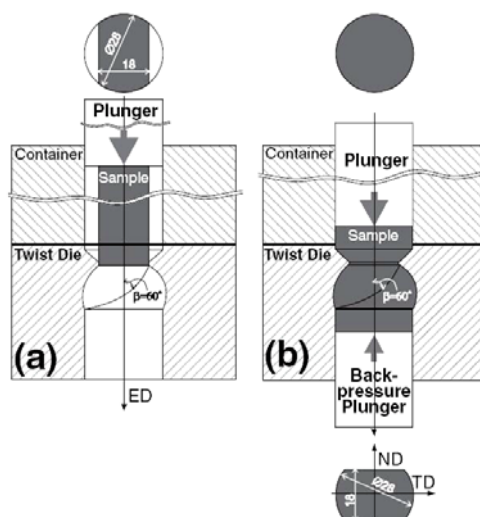 Ø28
18
Plunger
Container
Sample
Twist Die
β=60°
(a)
ED
Container
Plunger
Sample
Twist Die
β=60°
(b)
Back-
pressure
Plunger
ND
TD
Ø28
18